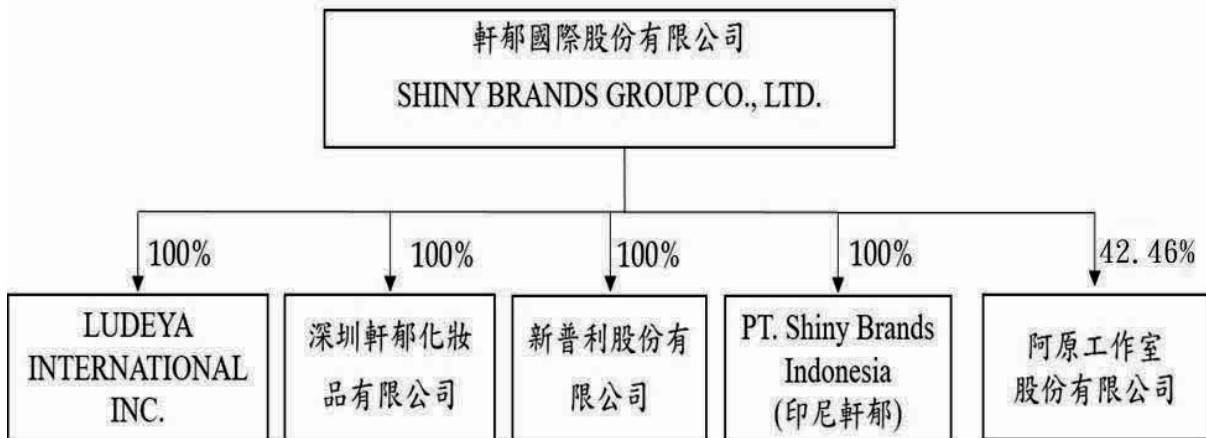 軒郁國際股份有限公司
SHINY BRANDS GROUP CO., LTD.
100%
100%
100%
100%
42.46%
LUDEYA
INTERNATIONAL
INC.
深圳軒郁化妝
品有限公司
新普利股份有
限公司
PT. Shiny Brands
Indonesia
(印尼軒郁)
阿原工作室
股份有限公司